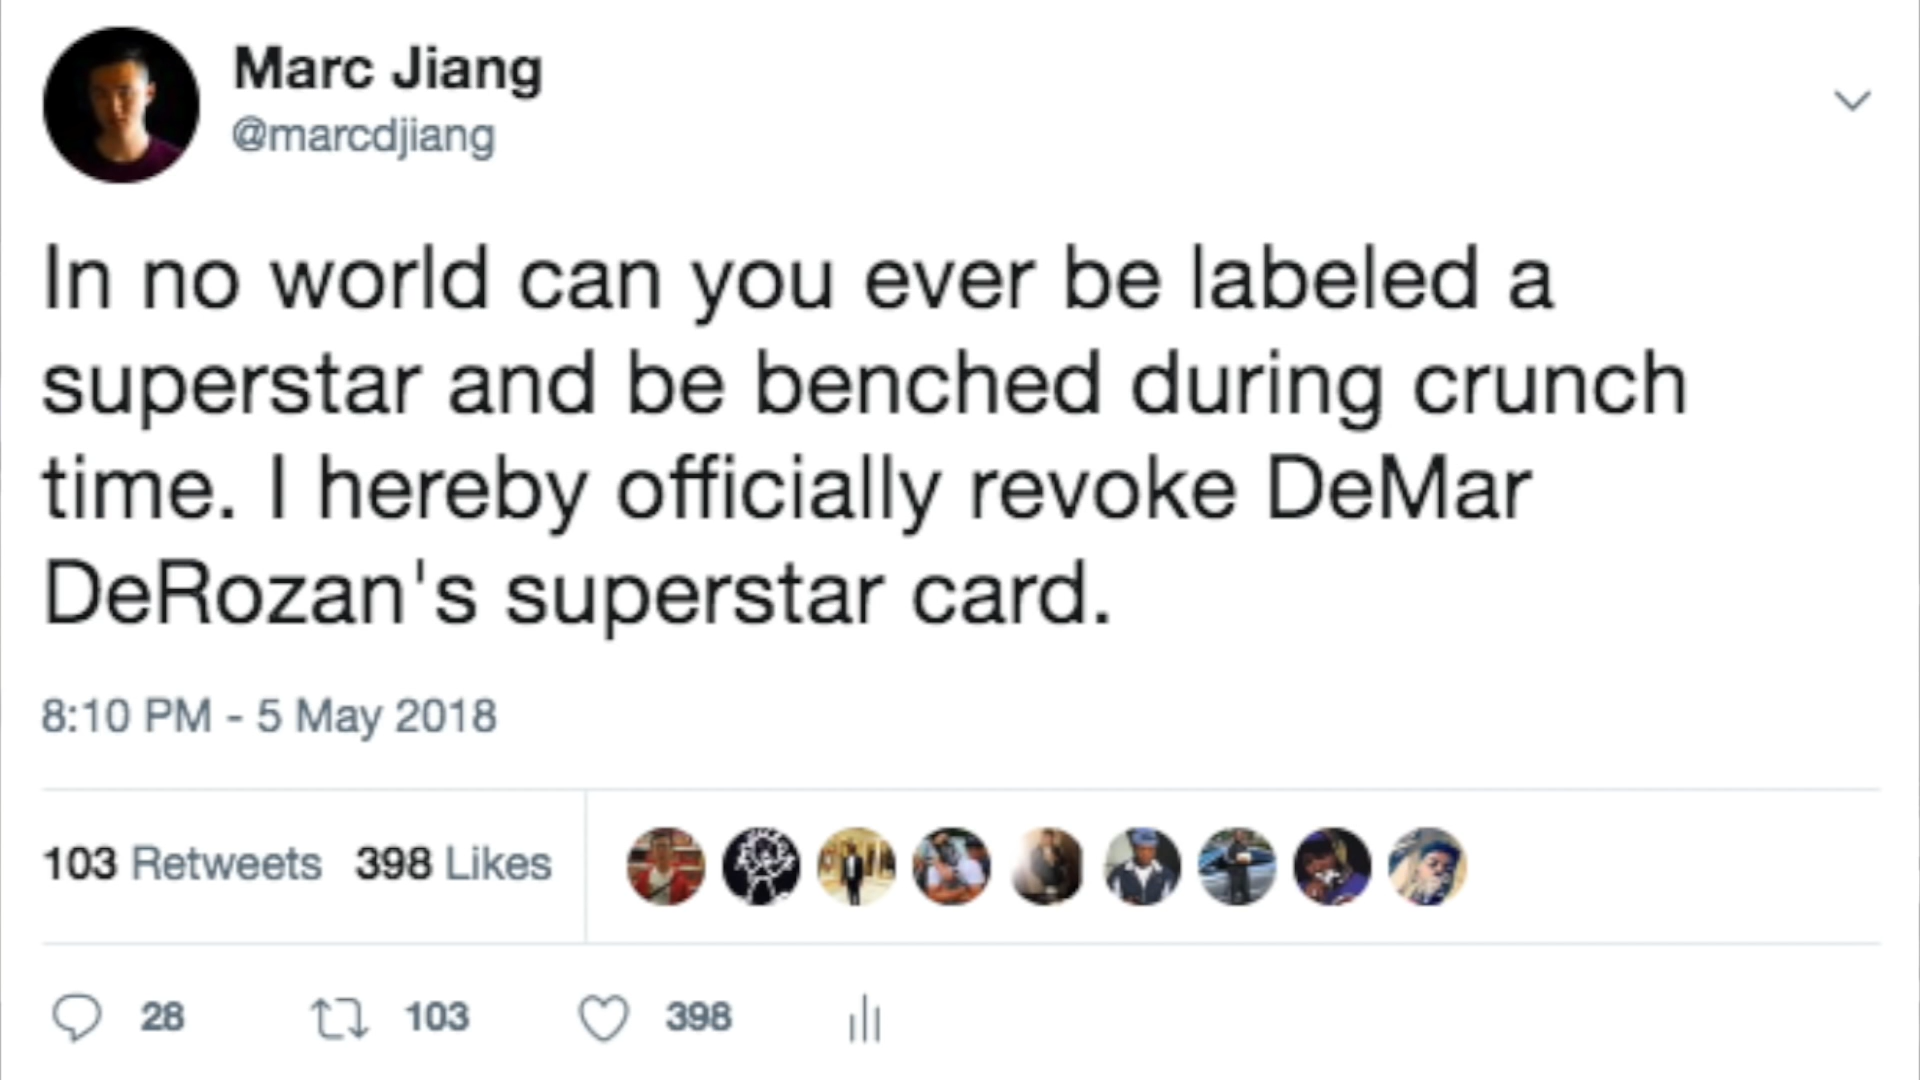 Marc Jiang
@marcdjiang
In no world can you ever be labeled a
superstar and be benched during crunch
time. I hereby officially revoke DeMar
DeRozan's superstar card.
8:10 PM - 5 May 2018
103 Retweets 398 Likes
28 103 398